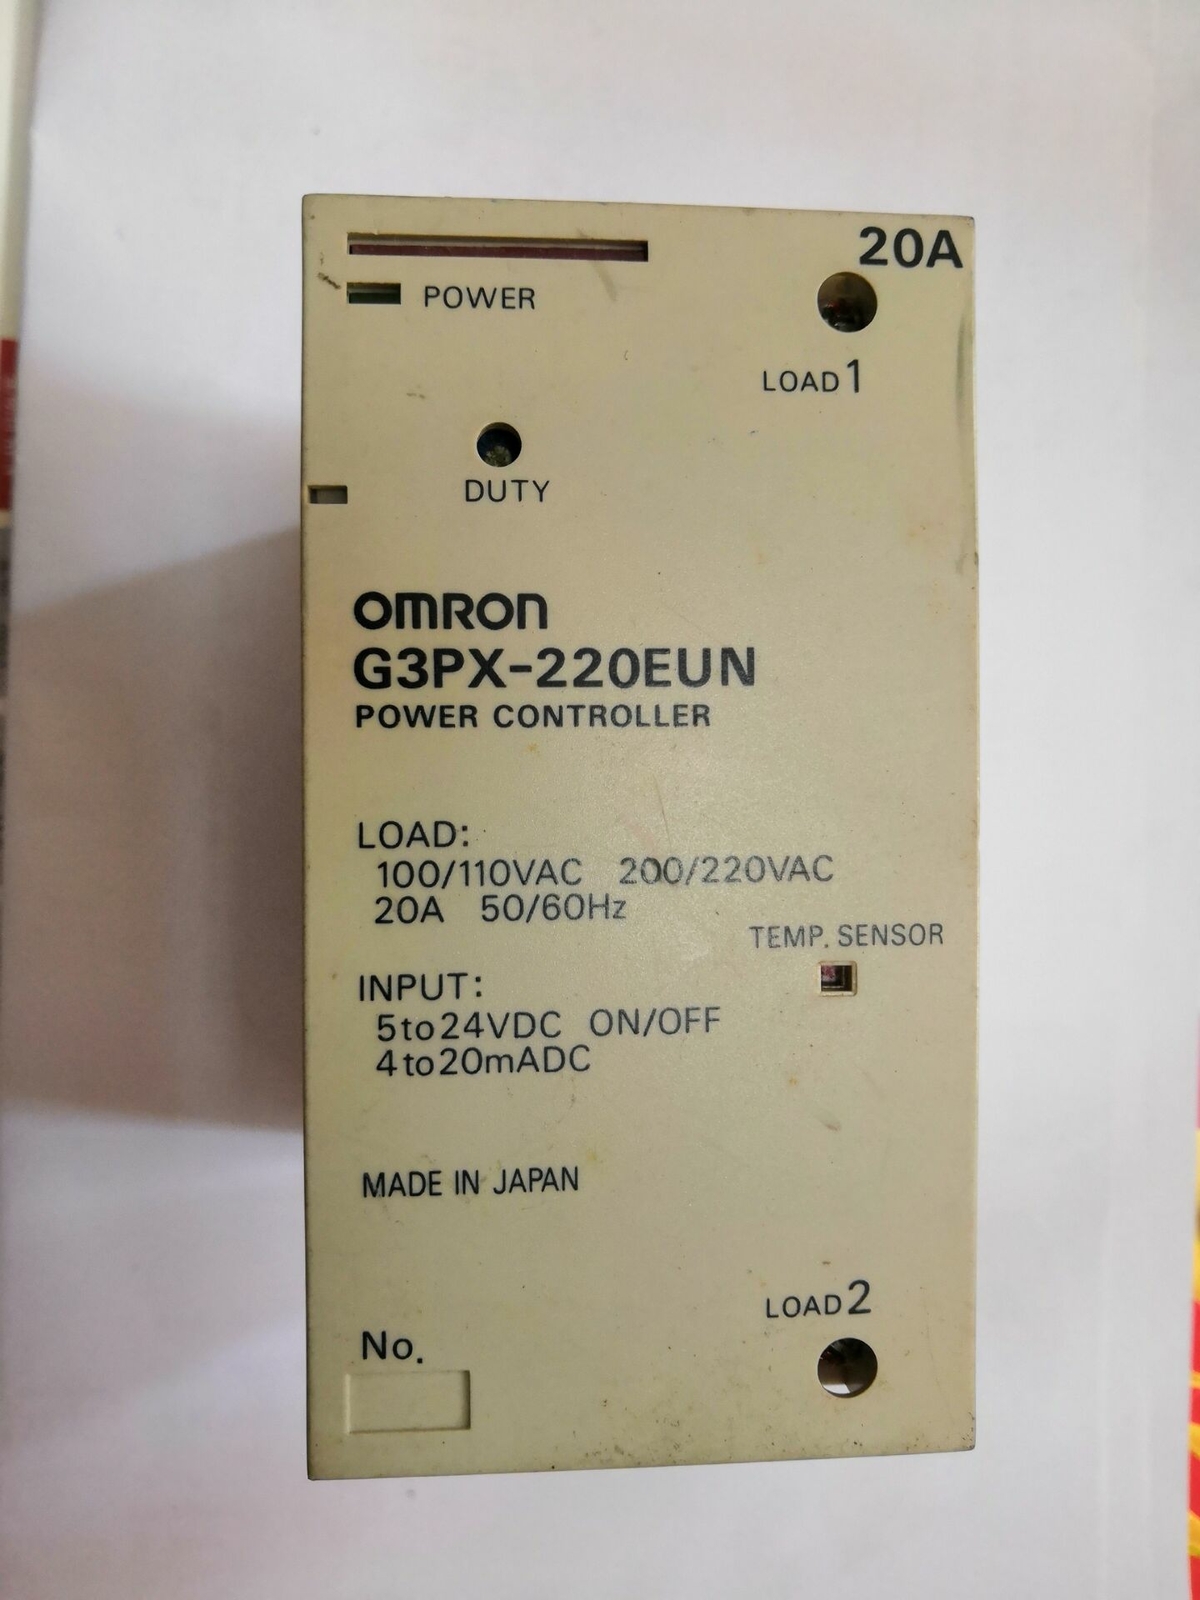 20A
POWER
LOAD 1
DUTY
OMRON
G3PX-220EUN
POWER CONTROLLER
LOAD:
100/110VAC 200/220VAC
20A 50/60Hz
TEMP. SENSOR
INPUT:
5to24VDC ON/OFF
4to20mADC
MADE IN JAPAN
LOAD 2
No.